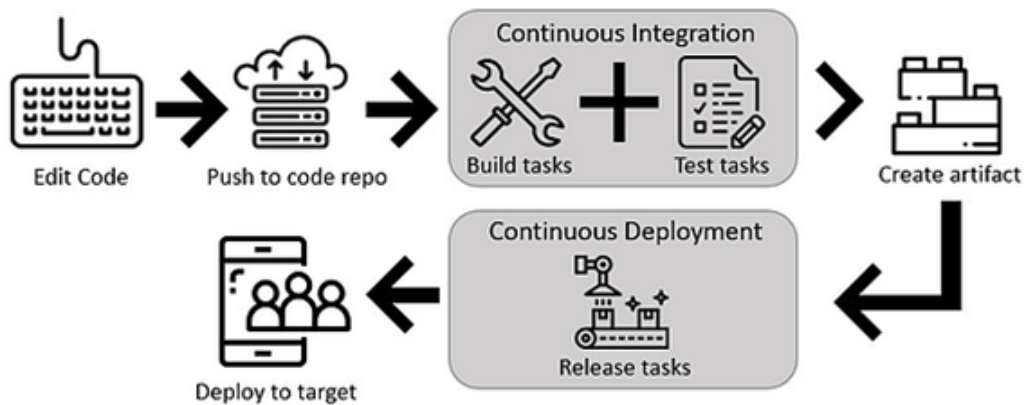 Continuous Integration
Edit Code
Push to code repo
Build tasks
Test tasks
Create artifact
Continuous Deployment
Release tasks
Deploy to target